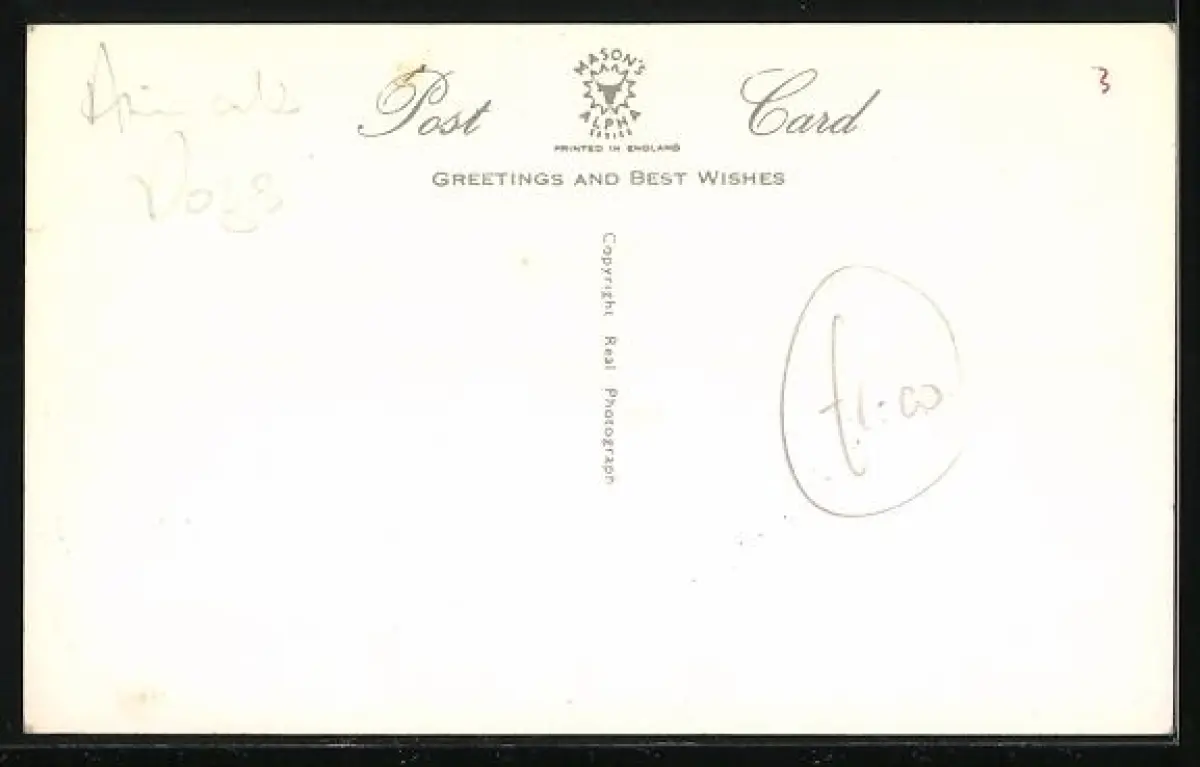 Animals
Dogs
Post Card
MASON'S
ALPHA
SERIES
PRINTED IN ENGLAND
3
GREETINGS AND BEST WISHES
Copyright Real Photograph
£1.00